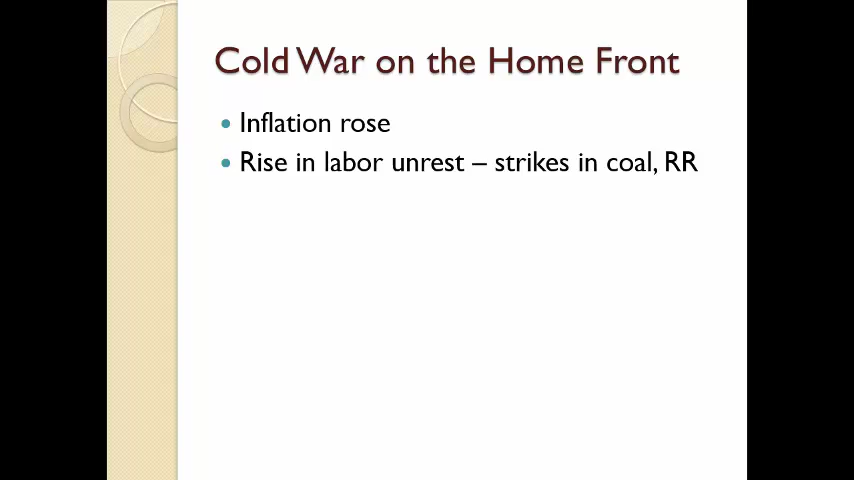 Cold War on the Home Front
• Inflation rose
• Rise in labor unrest – strikes in coal, RR